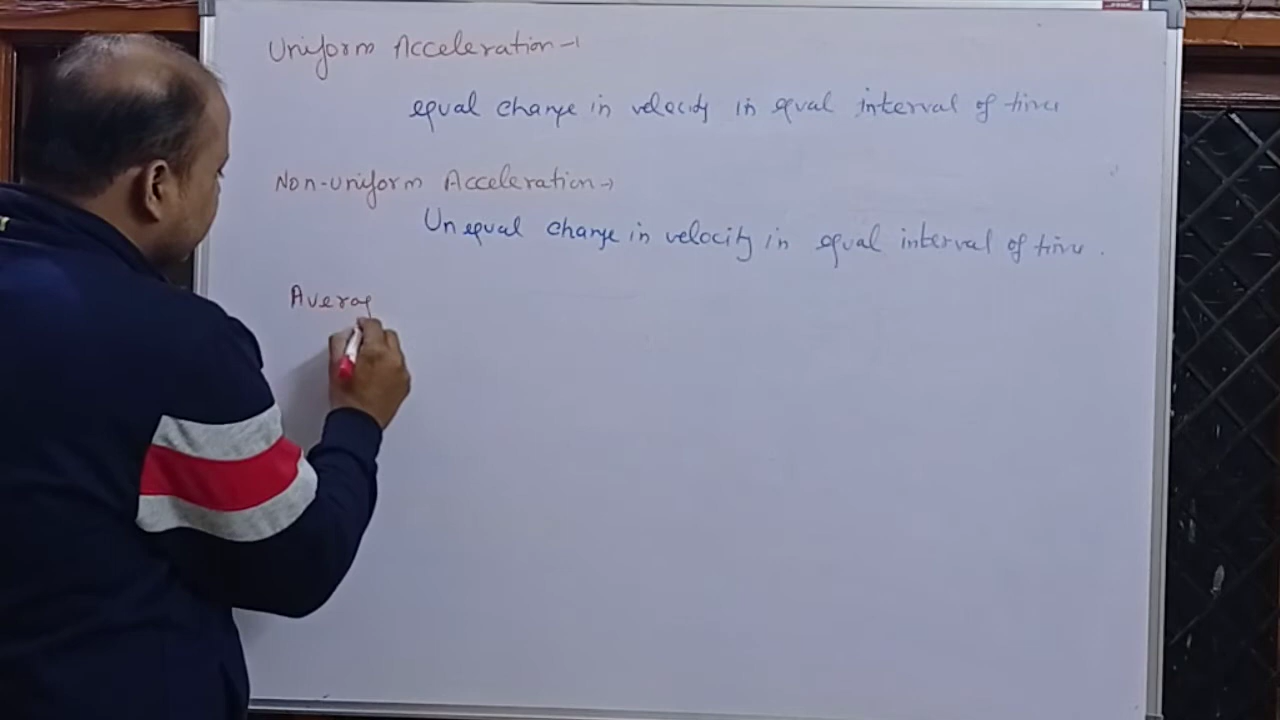 Uniform Acceleration →
equal change in velocity in equal interval of time
Non-uniform Acceleration →
Unequal change in velocity in equal interval of time.
Averag